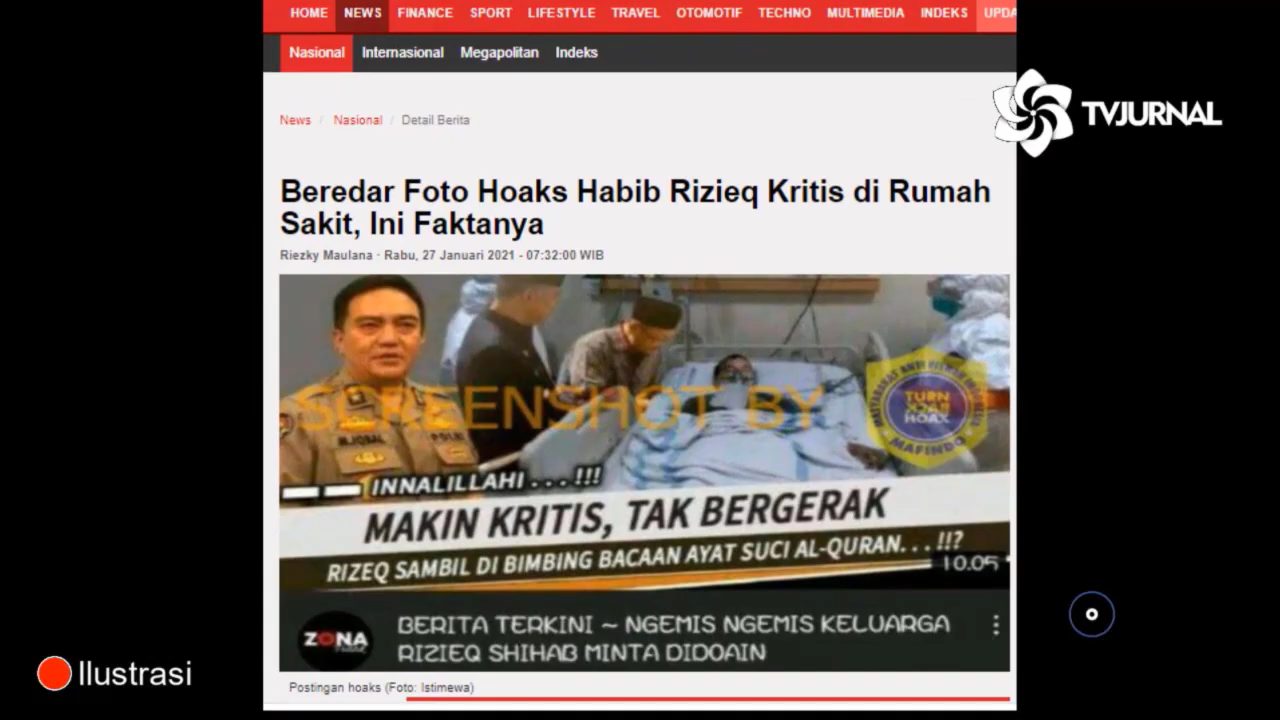 HOME NEWS FINANCE SPORT LIFESTYLE TRAVEL OTOMOTIF TECHNO MULTIMEDIA INDEKS UPDA
Nasional Internasional Megapolitan Indeks
TVJURNAL
News / Nasional / Detail Berita
Beredar Foto Hoaks Habib Rizieq Kritis di Rumah
Sakit, Ini Faktanya
Riezky Maulana · Rabu, 27 Januari 2021 - 07:32:00 WIB
SCREENSHOT BY
TURN
BACK
HOAX
MAFINDO
M.IQBAL POLRI
INNALILLAHI . . . !!!
MAKIN KRITIS, TAK BERGERAK
RIZEQ SAMBIL DI BIMBING BACAAN AYAT SUCI AL-QURAN. . . !!?
10.05
ZONA
BERITA TERKINI ~ NGEMIS NGEMIS KELUARGA
RIZIEQ SHIHAB MINTA DIDOAIN
Ilustrasi
Postingan hoaks (Foto: Istimewa)